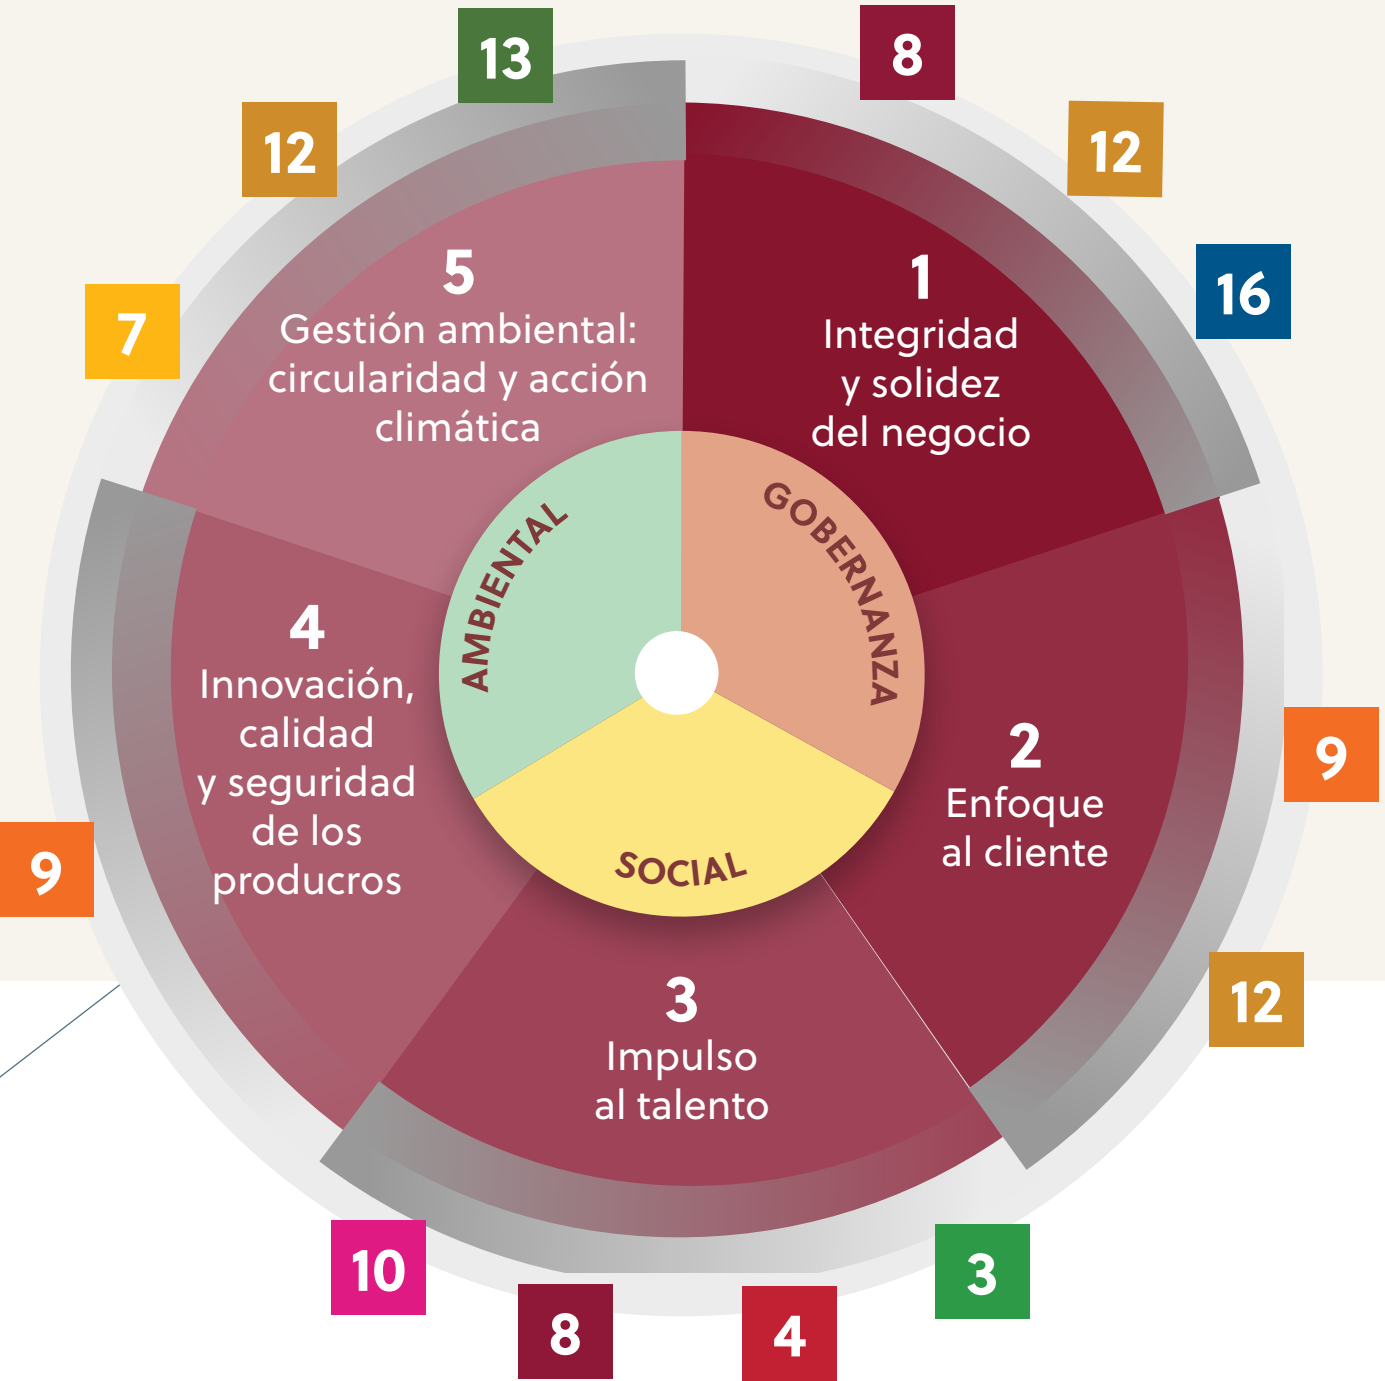 13
8
12
12
16
7
5
Gestión ambiental:
circularidad y acción
climática
1
Integridad
y solidez
del negocio
AMBIENTAL
GOBERNANZA
SOCIAL
4
Innovación,
calidad
y seguridad
de los
producros
2
Enfoque
al cliente
9
9
3
Impulso
al talento
12
10
8
4
3